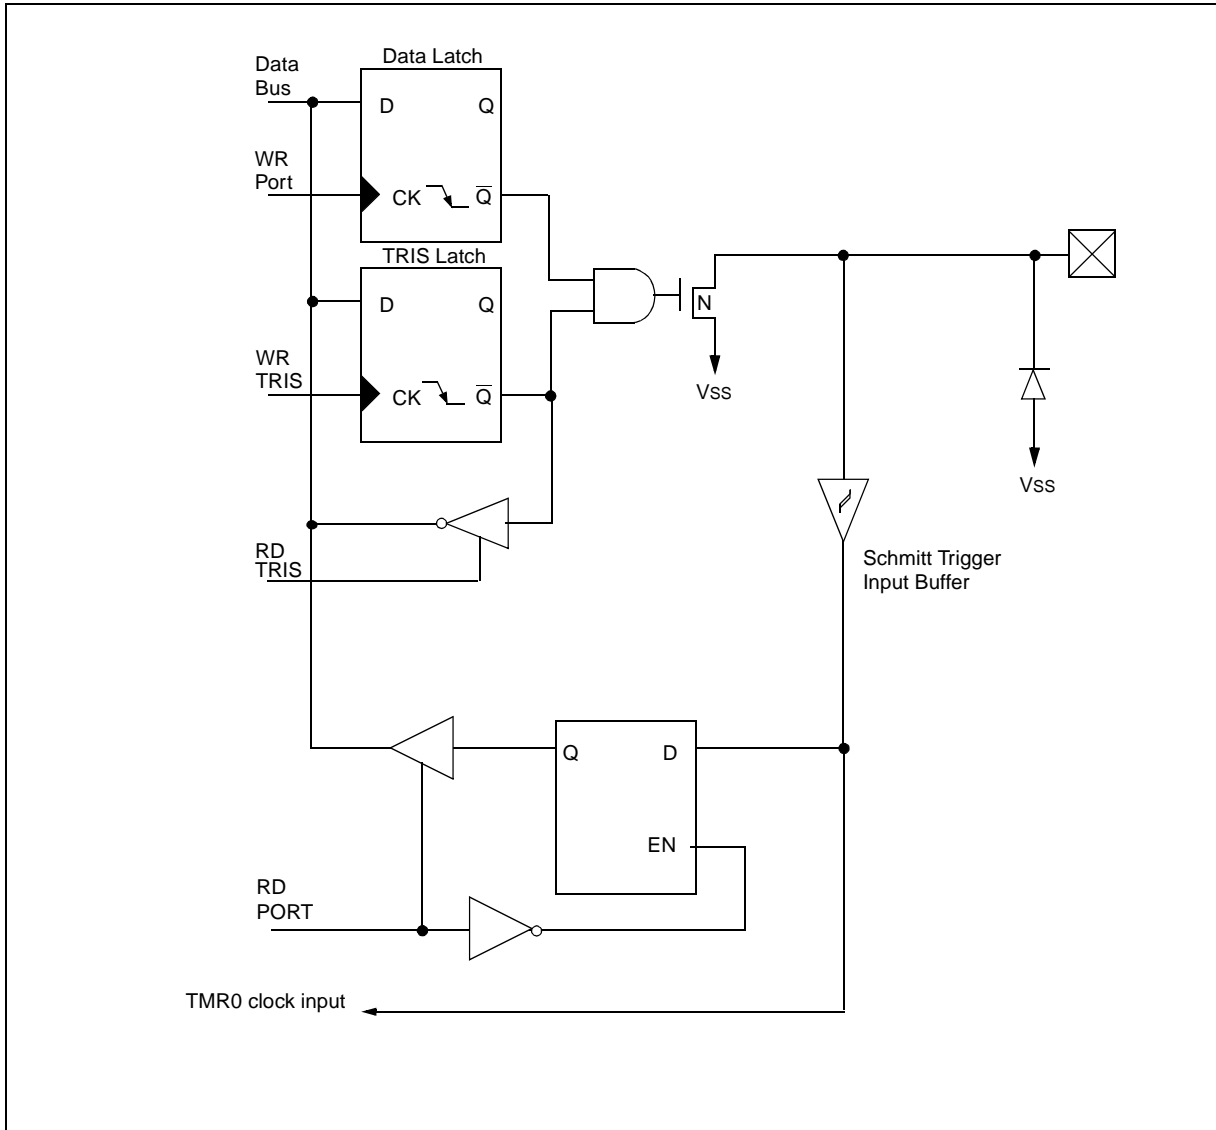 Data Latch
Data
Bus
D
Q
WR
Port
CK
Q̅
TRIS Latch
D
Q
N
WR
TRIS
CK
Q̅
VSS
VSS
RD
TRIS
Schmitt Trigger
Input Buffer
Q
D
EN
RD
PORT
TMR0 clock input